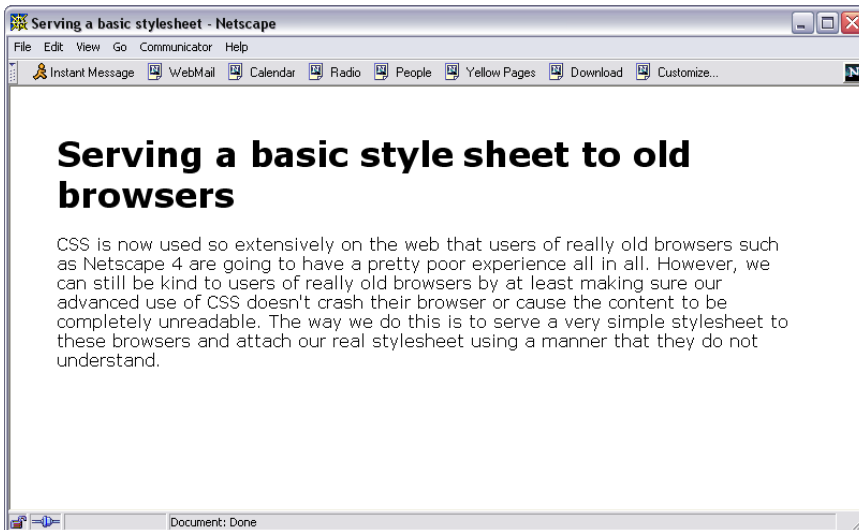 Serving a basic stylesheet - Netscape
File Edit View Go Communicator Help
Instant Message WebMail Calendar Radio People Yellow Pages Download Customize...
Serving a basic style sheet to old
browsers
CSS is now used so extensively on the web that users of really old browsers such
as Netscape 4 are going to have a pretty poor experience all in all. However, we
can still be kind to users of really old browsers by at least making sure our
advanced use of CSS doesn't crash their browser or cause the content to be
completely unreadable. The way we do this is to serve a very simple stylesheet to
these browsers and attach our real stylesheet using a manner that they do not
understand.
Document: Done